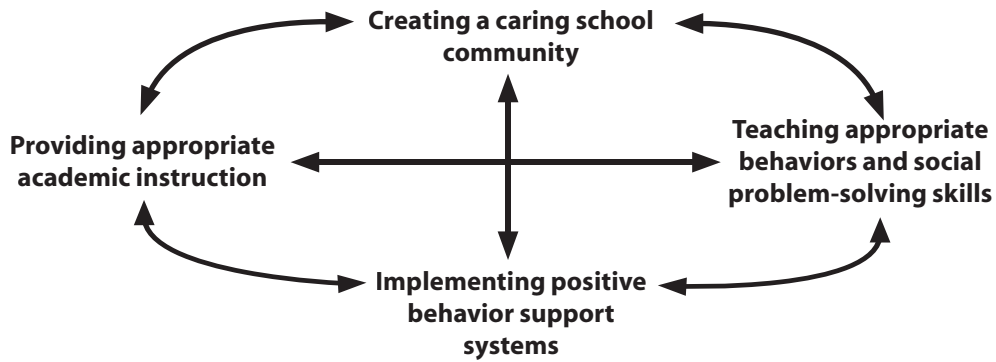 Creating a caring school
community
Providing appropriate
academic instruction
Teaching appropriate
behaviors and social
problem-solving skills
Implementing positive
behavior support
systems